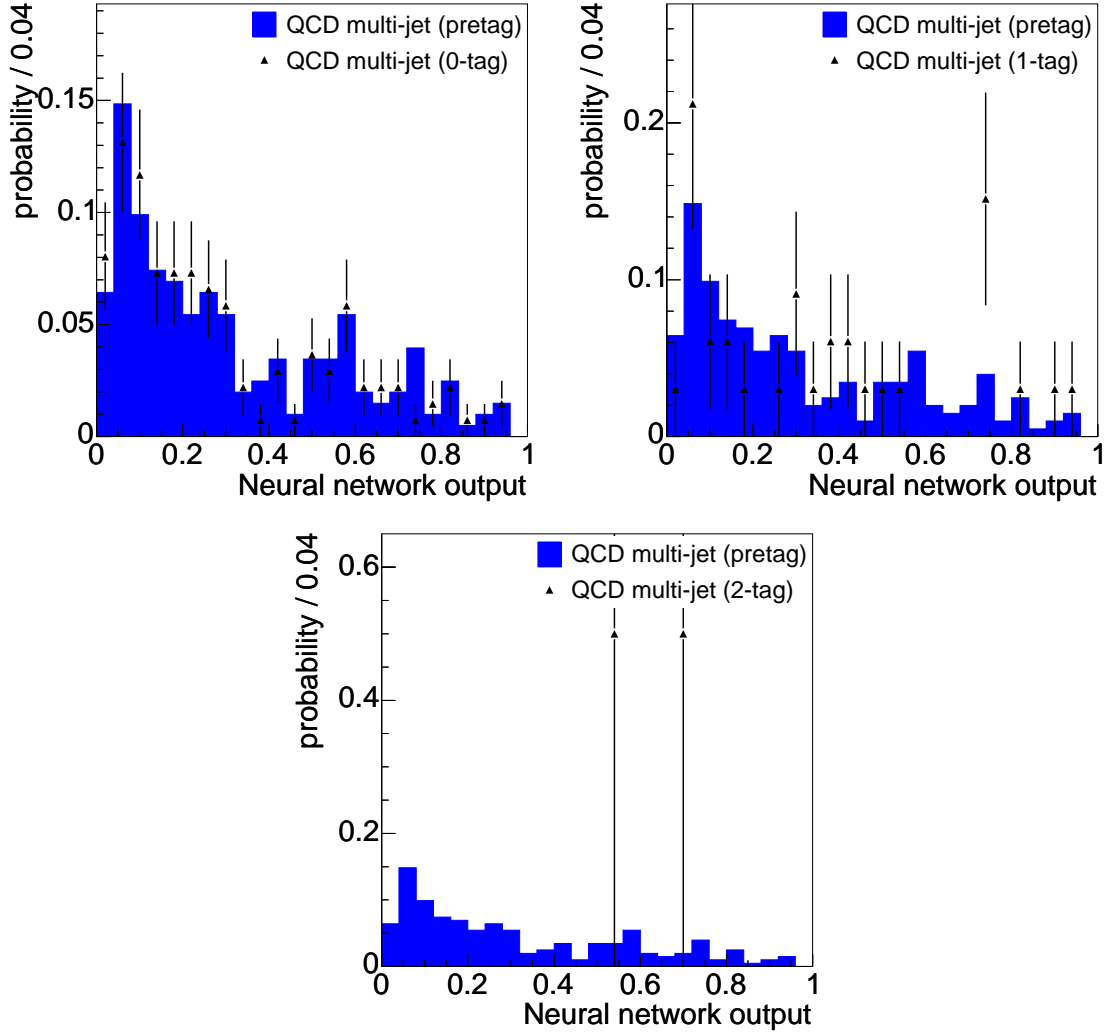 probability / 0.04
QCD multi-jet (pretag)
QCD multi-jet (0-tag)
0.15
0.1
0.05
0
0 0.2 0.4 0.6 0.8 1
Neural network output
probability / 0.04
QCD multi-jet (pretag)
QCD multi-jet (1-tag)
0.2
0.1
0
0 0.2 0.4 0.6 0.8 1
Neural network output
probability / 0.04
QCD multi-jet (pretag)
QCD multi-jet (2-tag)
0.6
0.4
0.2
0
0 0.2 0.4 0.6 0.8 1
Neural network output